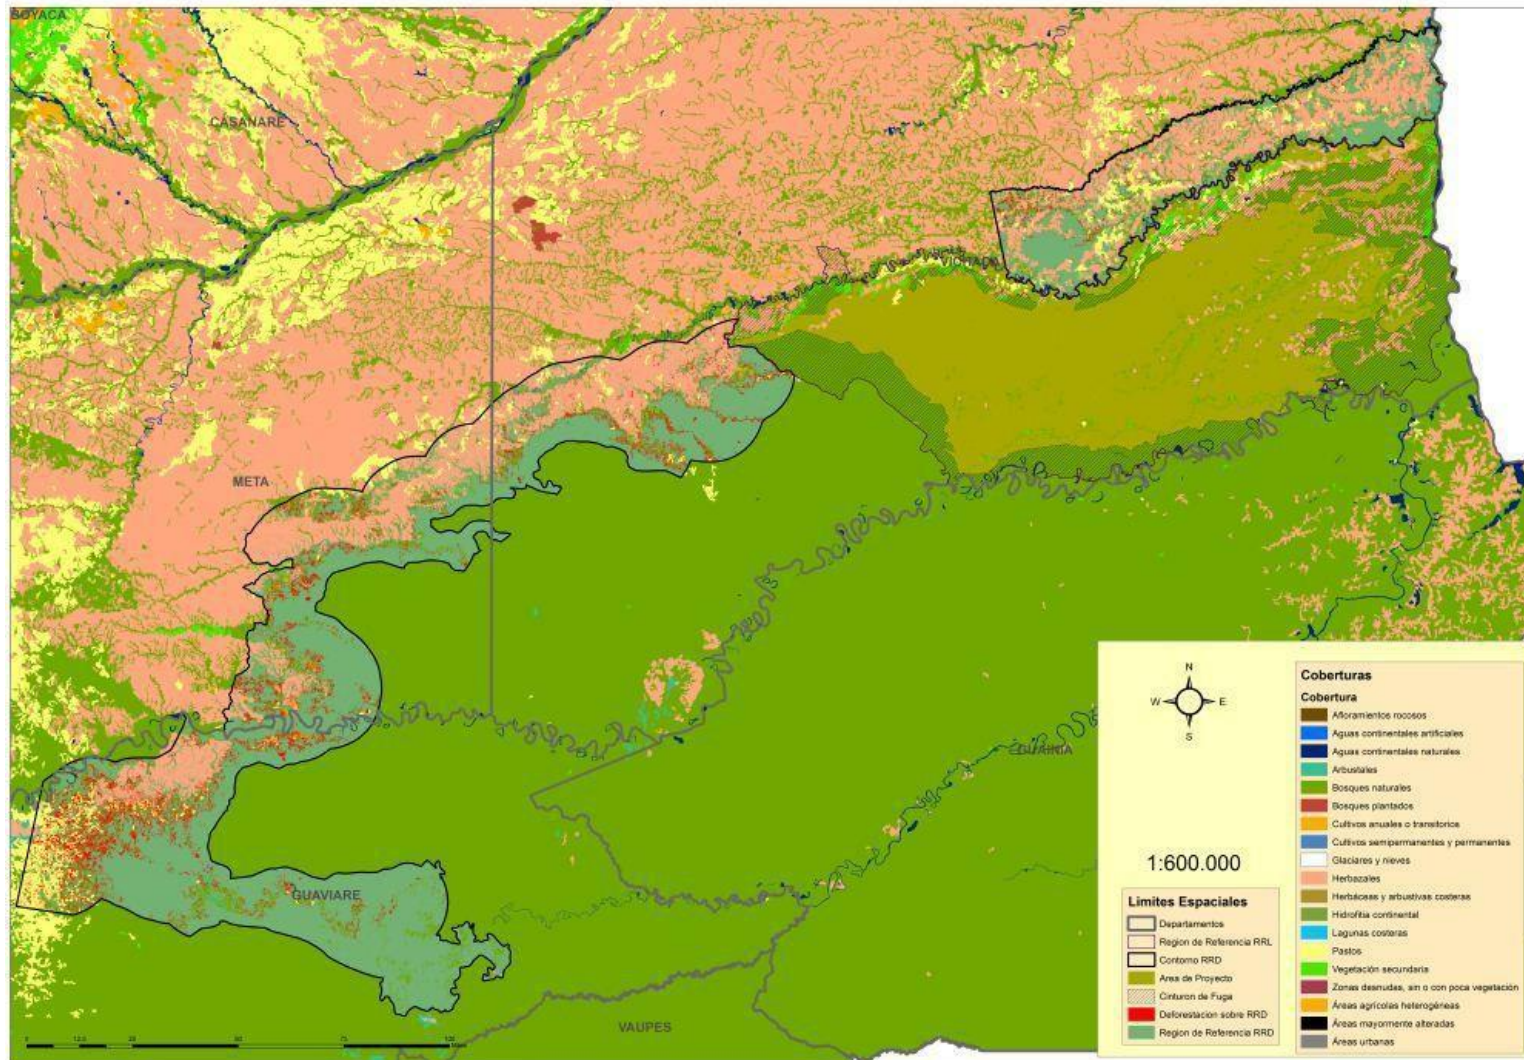 BOYACA
CASANARE
VICHADA
META
GUAINIA
GUAVIARE
VAUPES
N
W E
S
1:600.000
Limites Espaciales
Departamentos
Region de Referencia RRL
Contorno RRD
Area de Proyecto
Cinturon de Fuga
Deforestacion sobre RRD
Region de Referencia RRD
Coberturas
Cobertura
Afloramientos rocosos
Aguas continentales artificiales
Aguas continentales naturales
Arbustales
Bosques naturales
Bosques plantados
Cultivos anuales o transitorios
Cultivos semipermanentes y permanentes
Glaciares y nieves
Herbazales
Herbáceas y arbustivas costeras
Hidrofitia continental
Lagunas costeras
Pastos
Vegetación secundaria
Zonas desnudas, sin o con poca vegetación
Áreas agrícolas heterogéneas
Áreas mayormente alteradas
Áreas urbanas